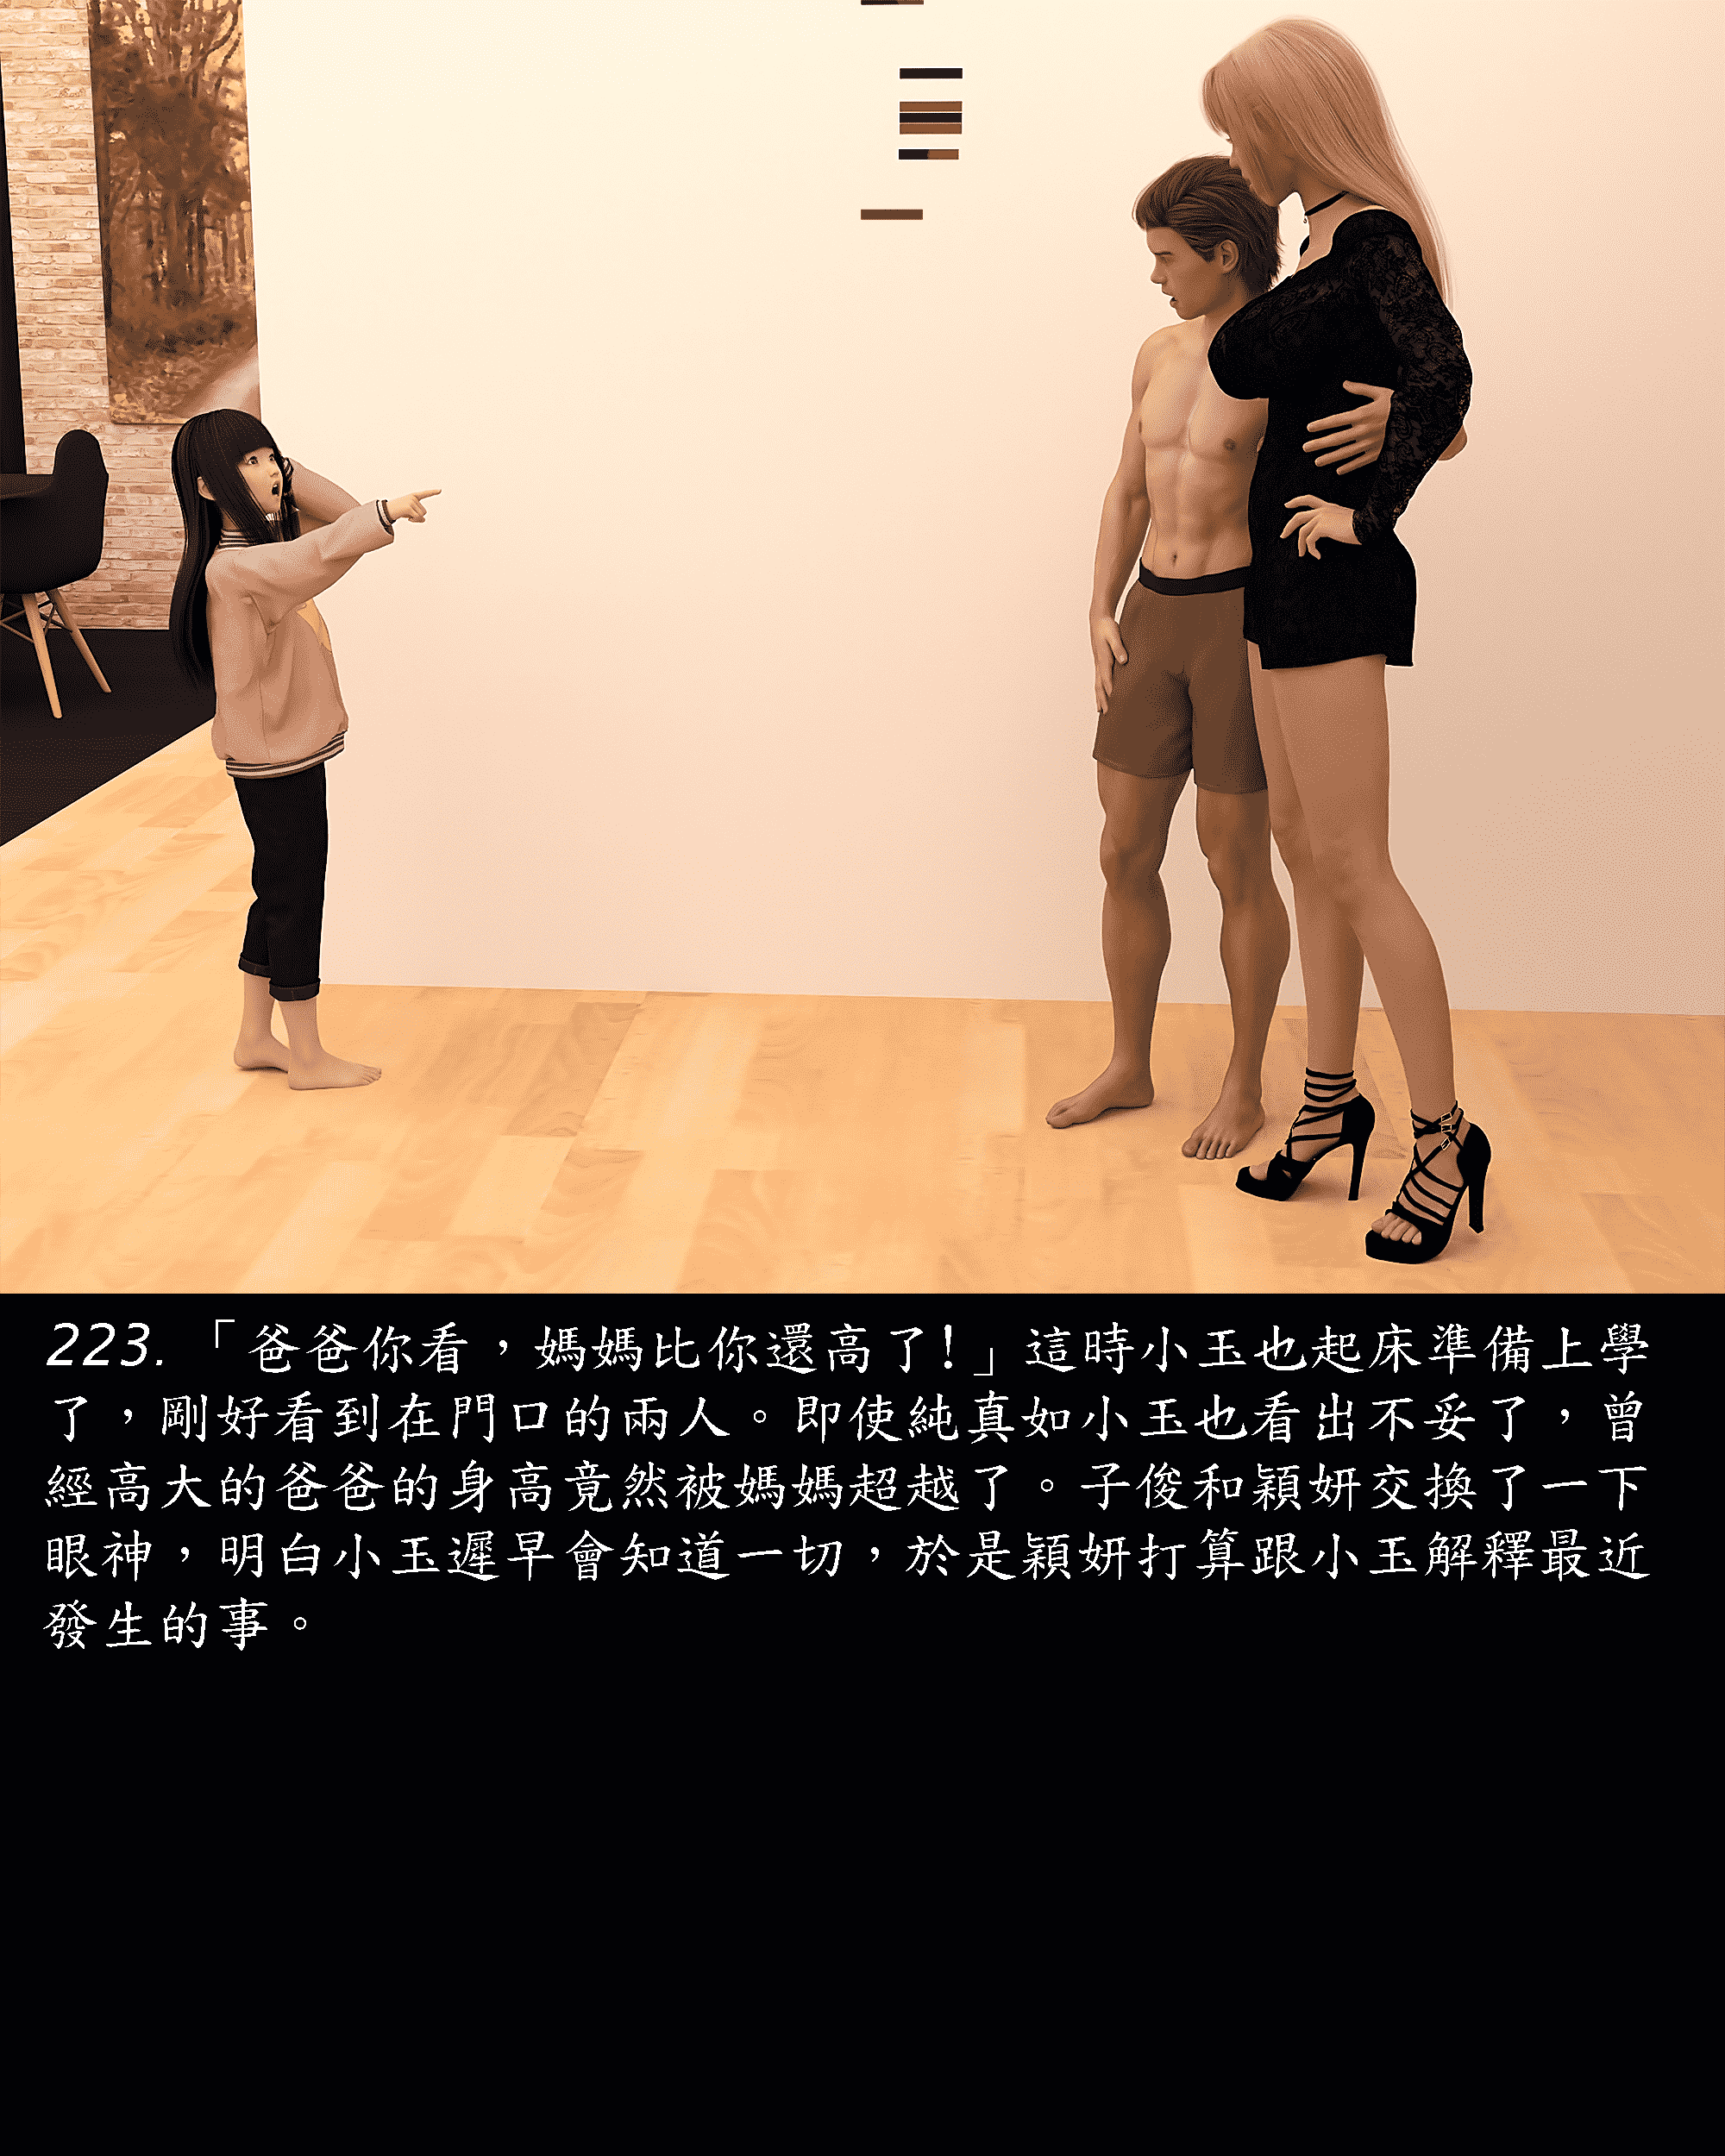 223.「爸爸你看，媽媽比你還高了!」這時小玉也起床準備上學
了，剛好看到在門口的兩人。即使純真如小玉也看出不妥了，曾
經高大的爸爸的身高竟然被媽媽超越了。子俊和穎妍交換了一下
眼神，明白小玉遲早會知道一切，於是穎妍打算跟小玉解釋最近
發生的事。